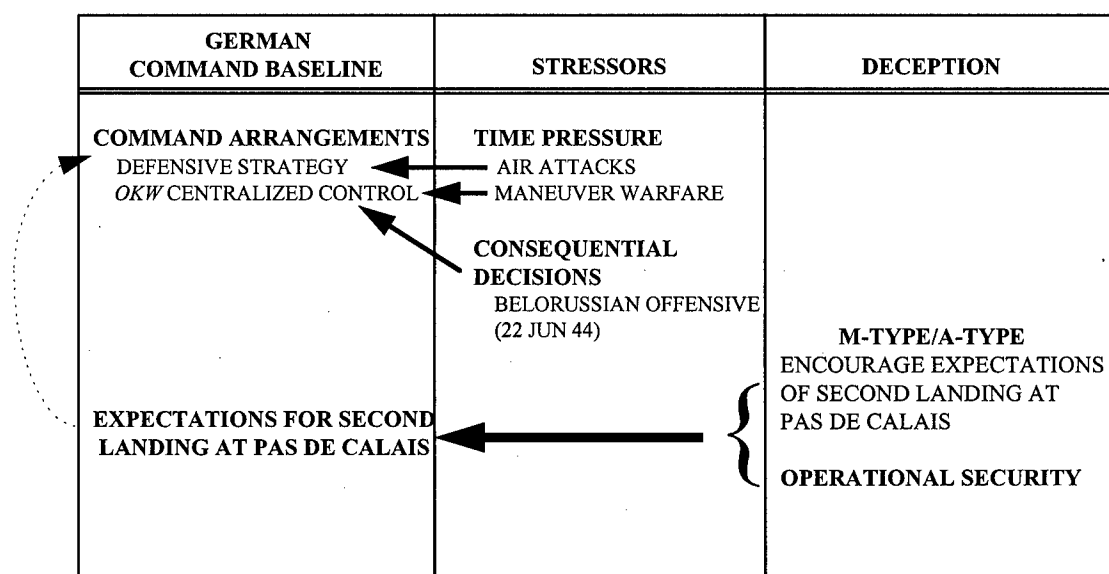 GERMAN
COMMAND BASELINE
STRESSORS
DECEPTION
COMMAND ARRANGEMENTS
DEFENSIVE STRATEGY
OKW CENTRALIZED CONTROL
TIME PRESSURE
AIR ATTACKS
MANEUVER WARFARE
CONSEQUENTIAL
DECISIONS
BELORUSSIAN OFFENSIVE
(22 JUN 44)
M-TYPE/A-TYPE
ENCOURAGE EXPECTATIONS
OF SECOND LANDING AT
PAS DE CALAIS
OPERATIONAL SECURITY
EXPECTATIONS FOR SECOND
LANDING AT PAS DE CALAIS